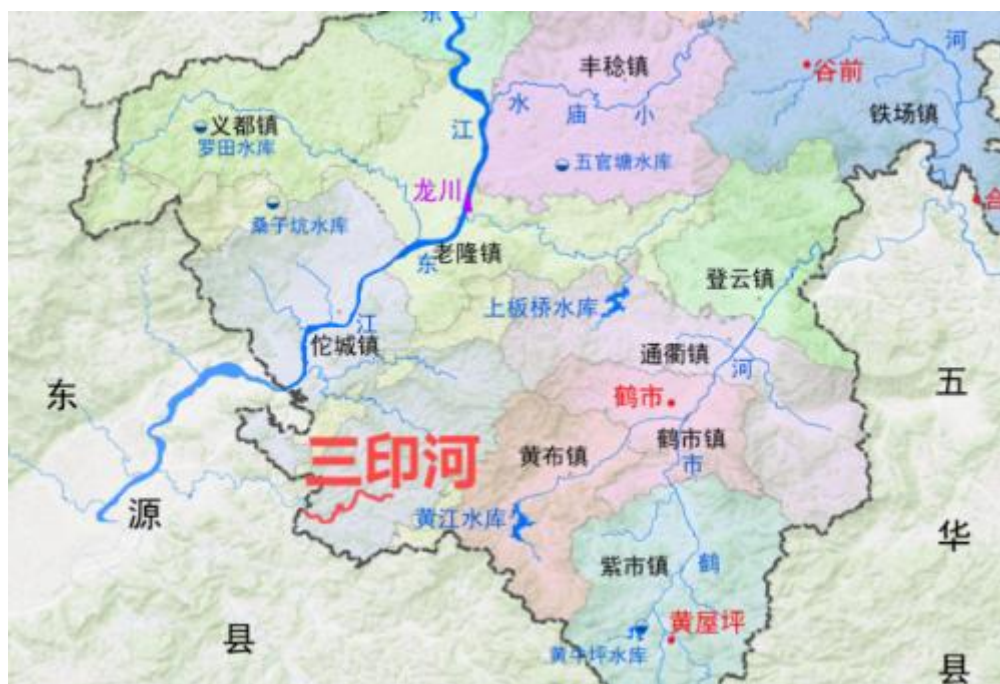 东
河
丰稔镇
谷前
江
水
庙
小
铁场镇
义都镇
罗田水库
五官塘水库
龙川
桑子坑水库
老隆镇
东
登云镇
上板桥水库
江
佗城镇
通衢镇
河
东
五
鹤市
鹤市镇
市
三印河
黄布镇
源
黄江水库
华
紫市镇
鹤
黄屋坪
黄牛坪水库
县
县